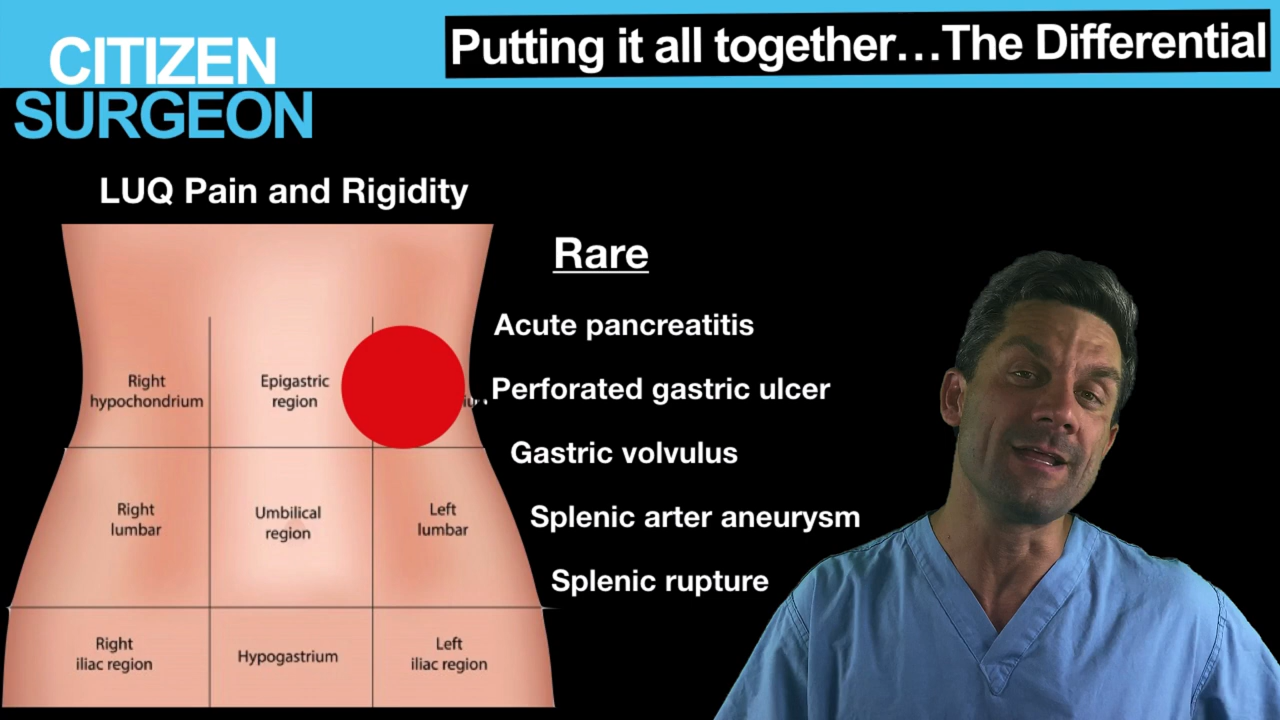 CITIZEN
SURGEON
Putting it all together...The Differential
LUQ Pain and Rigidity
Rare
Acute pancreatitis
Perforated gastric ulcer
Gastric volvulus
Splenic arter aneurysm
Splenic rupture
Right
hypochondrium
Epigastric
region
Right
lumbar
Umbilical
region
Left
lumbar
Right
iliac region
Hypogastrium
Left
iliac region